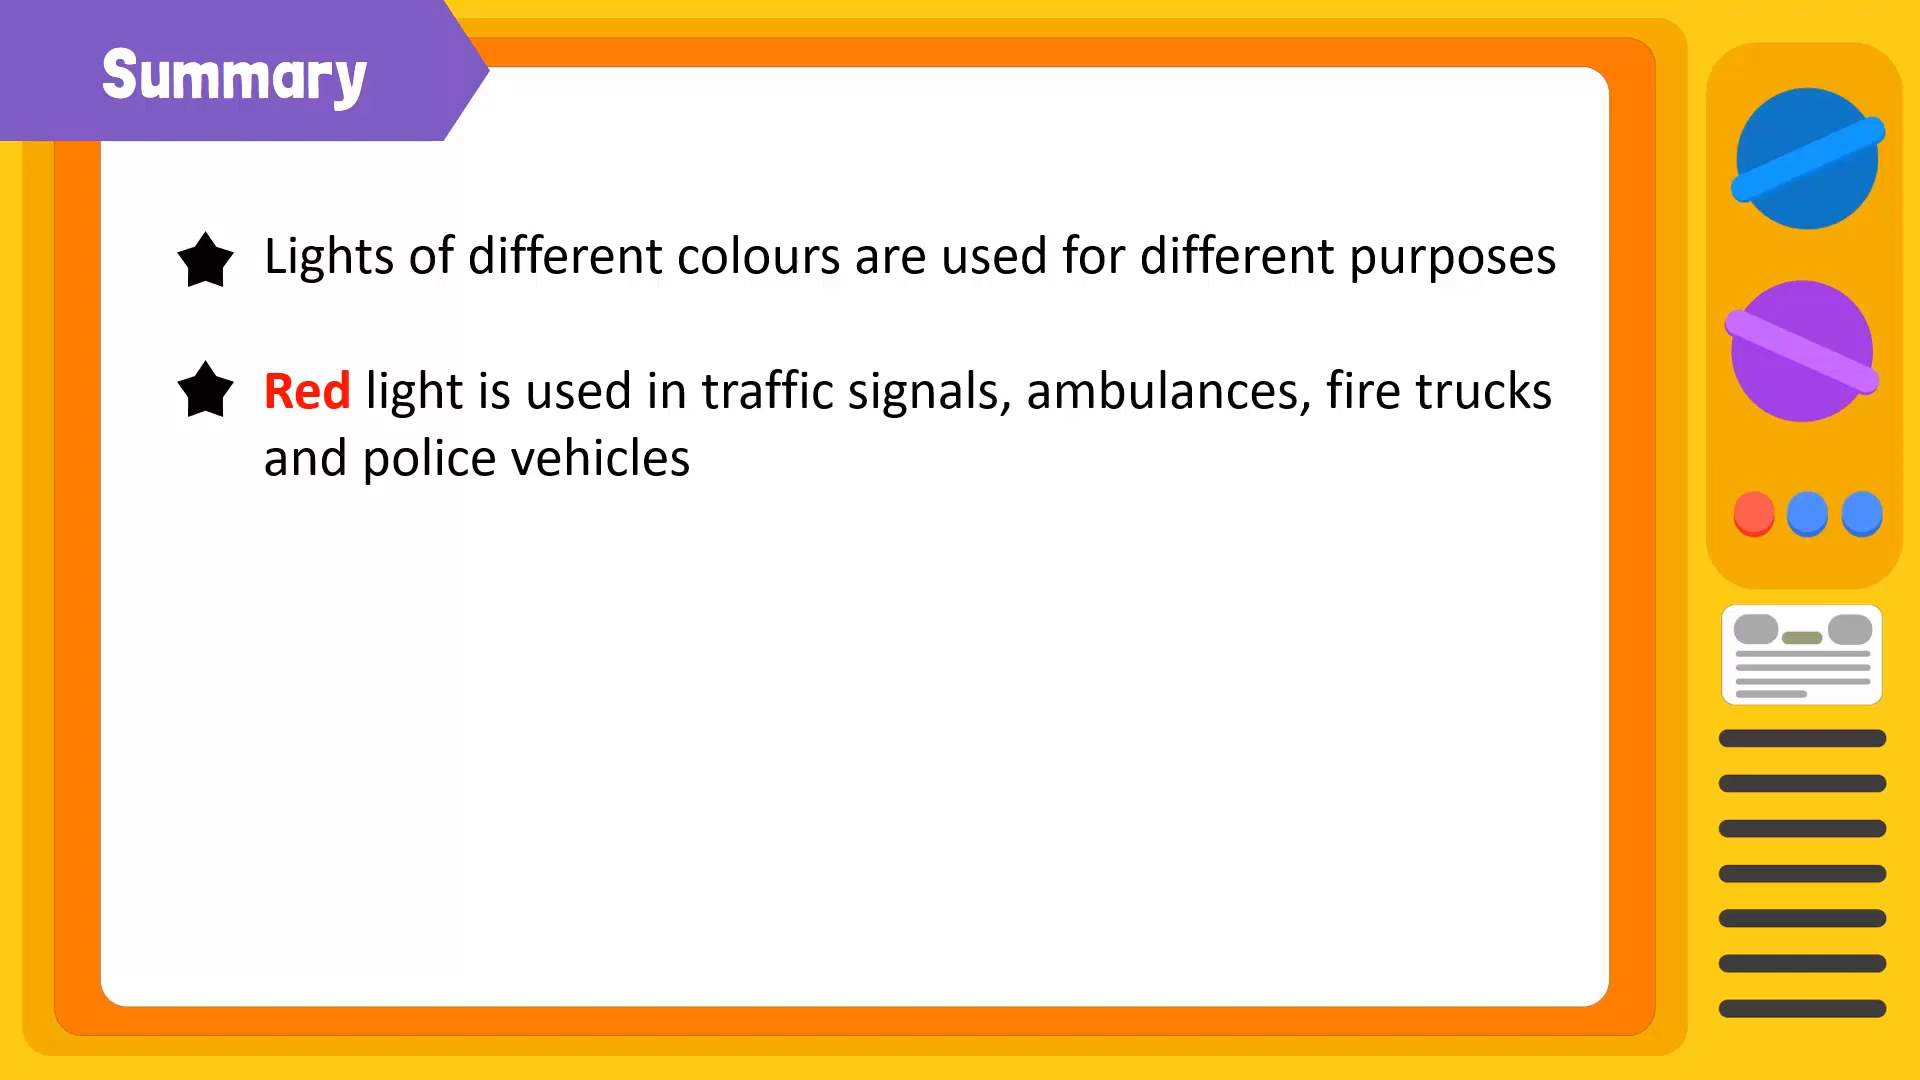 Summary
Lights of different colours are used for different purposes
Red light is used in traffic signals, ambulances, fire trucks
and police vehicles